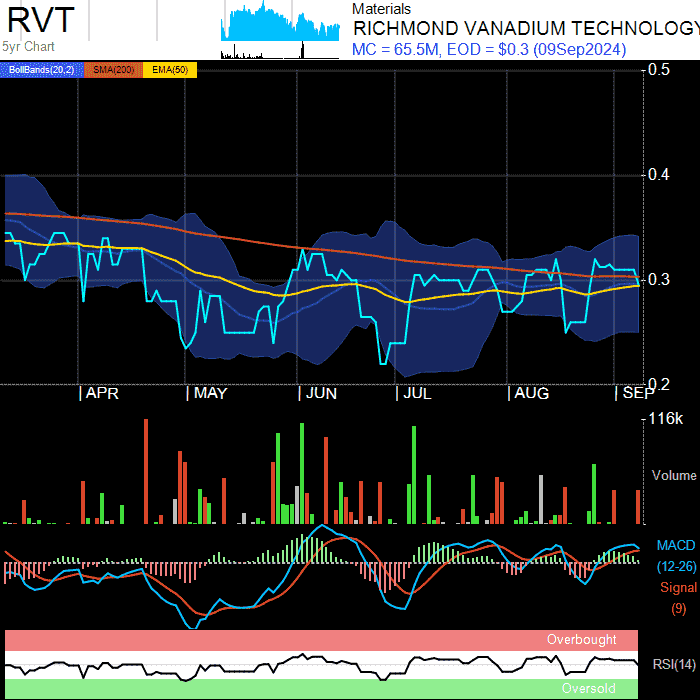 RVT
5yr Chart
Materials
RICHMOND VANADIUM TECHNOLOGY
MC = 65.5M, EOD = $0.3 (09Sep2024)
BollBands(20,2) SMA(200) EMA(50)
0.5
0.4
0.3
0.2
APR MAY JUN JUL AUG SEP
116k
Volume
MACD
(12-26)
Signal
(9)
Overbought
RSI(14)
Oversold